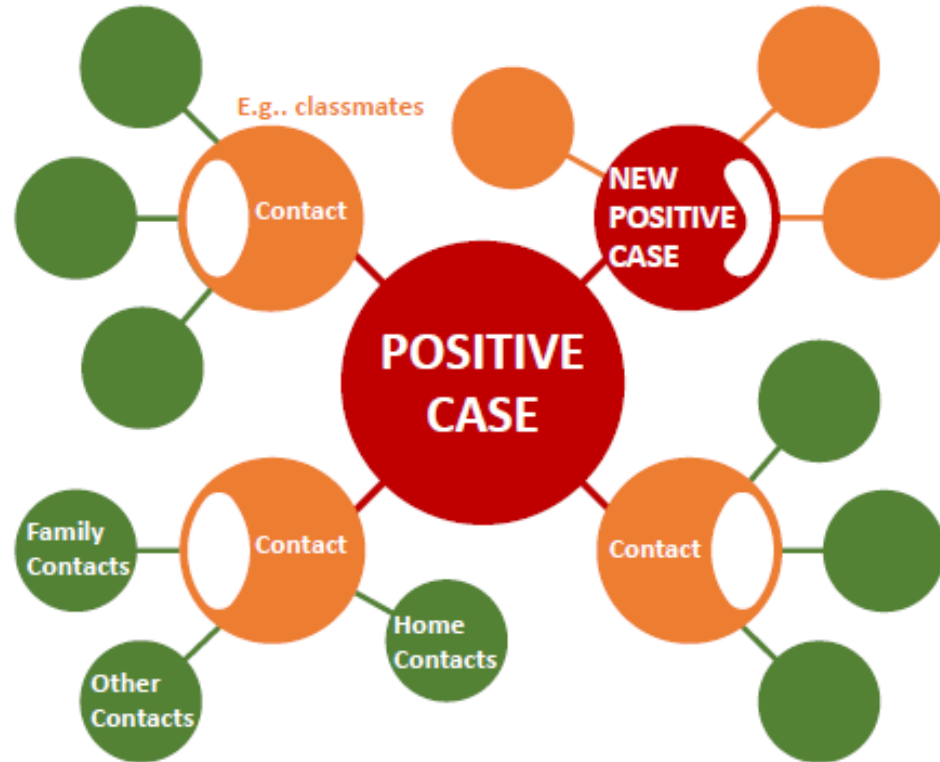 E.g.. classmates
Contact
NEW
POSITIVE
CASE
POSITIVE
CASE
Family
Contacts
Contact
Home
Contacts
Other
Contacts
Contact